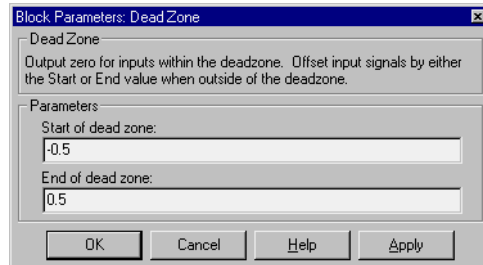 Block Parameters: Dead Zone
Dead Zone
Output zero for inputs within the deadzone. Offset input signals by either
the Start or End value when outside of the deadzone.
Parameters
Start of dead zone:
-0.5
End of dead zone:
0.5
OK Cancel Help Apply